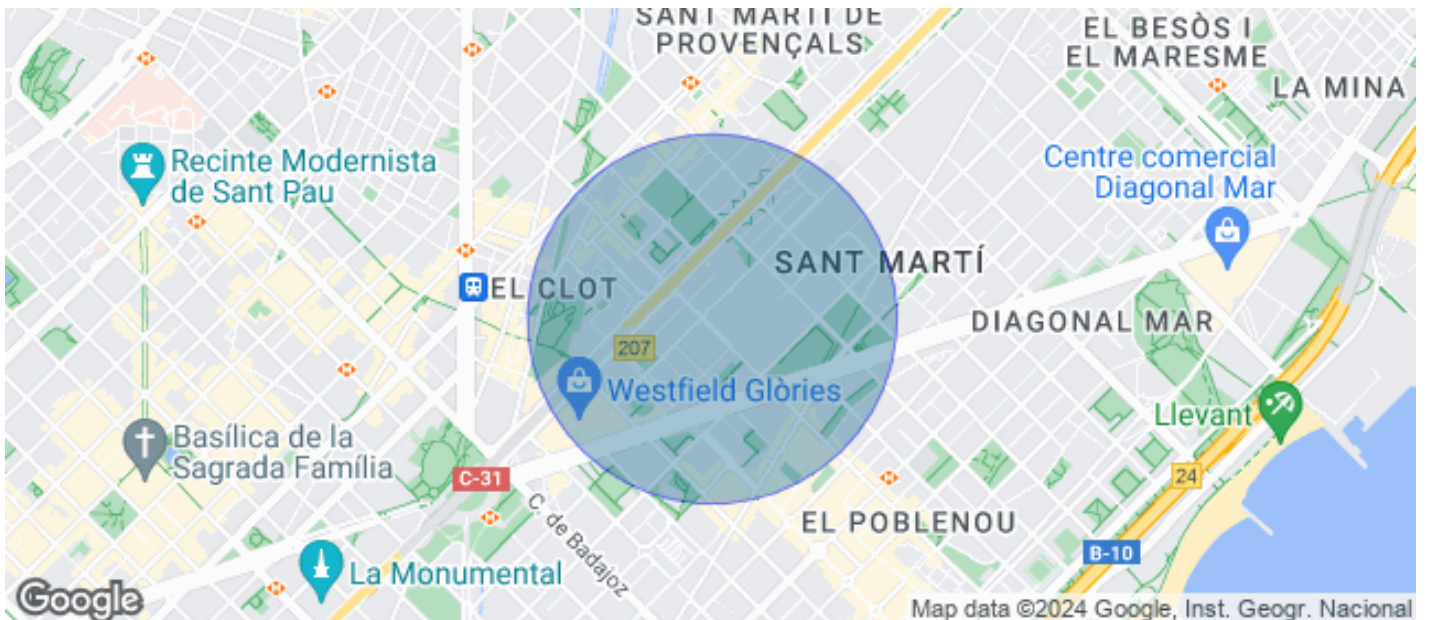 SANT MARTÍ DE
PROVENÇALS
EL BESÒS I
EL MARESME
LA MINA
Recinte Modernista
de Sant Pau
Centre comercial
Diagonal Mar
SANT MARTÍ
EL CLOT
DIAGONAL MAR
207
Westfield Glòries
Llevant
Basílica de la
Sagrada Família
C-31
24
C. de Badajoz
EL POBLENOU
B-10
La Monumental
Google
Map data ©2024 Google, Inst. Geogr. Nacional